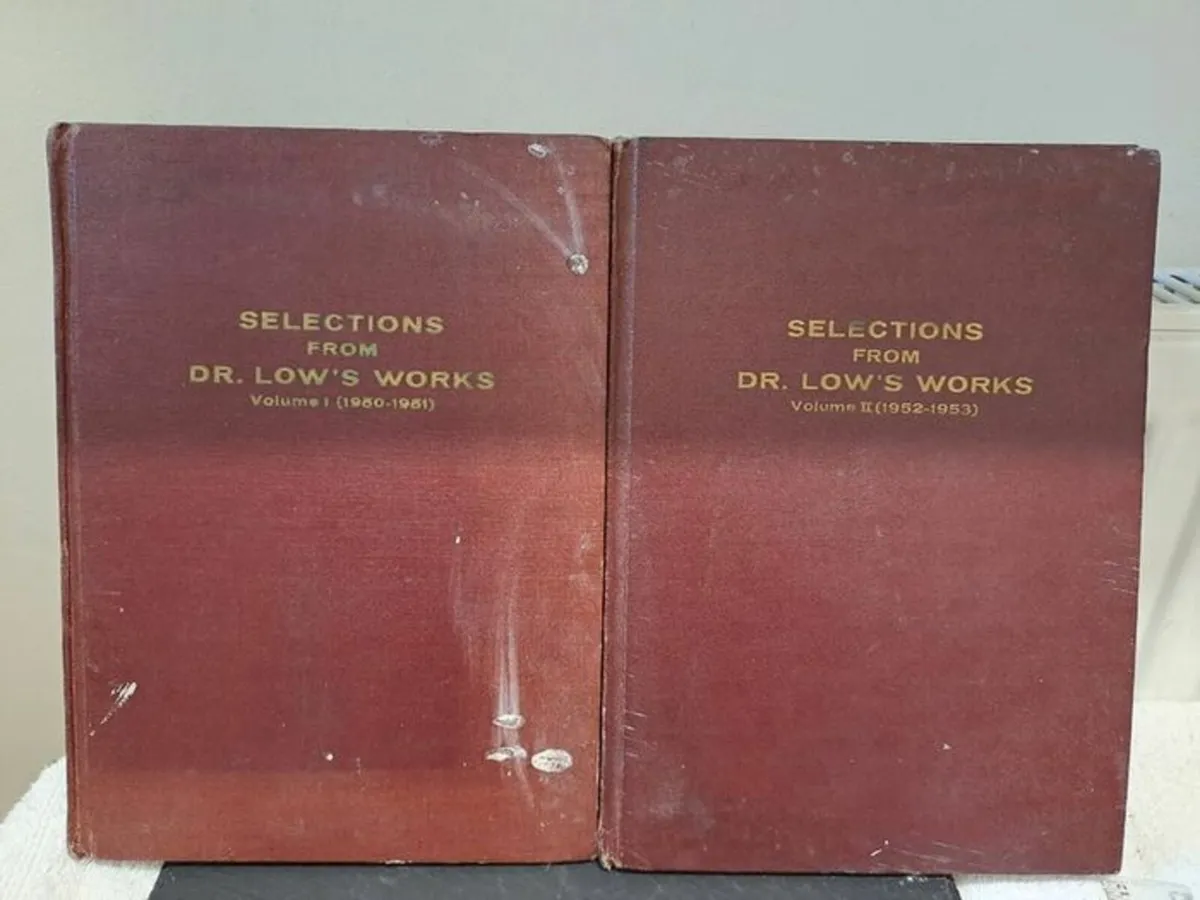 SELECTIONS
FROM
DR. LOW'S WORKS
Volume I (1950-1951)
SELECTIONS
FROM
DR. LOW'S WORKS
Volume II (1952-1953)